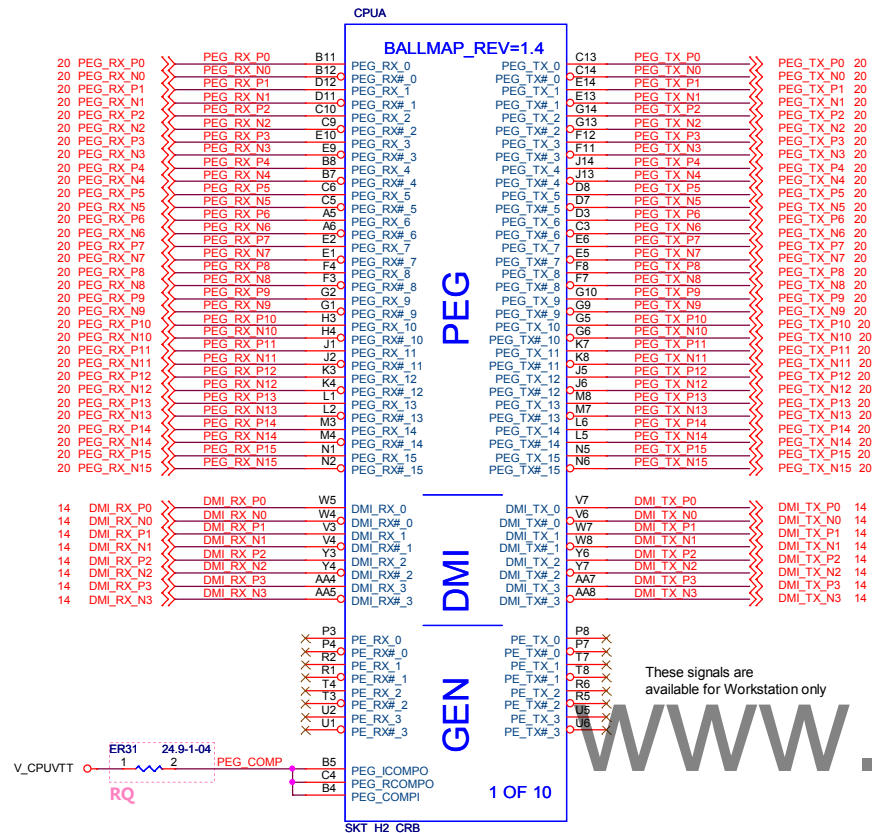 CPUA
BALLMAP_REV=1.4
20 PEG_RX_P0 PEG_RX_P0 B11 PEG_RX_0 PEG_TX_0 C13 PEG_TX_P0 PEG_TX_P0 20
20 PEG_RX_N0 PEG_RX_N0 B12 PEG_RX#_0 PEG_TX#_0 C14 PEG_TX_N0 PEG_TX_N0 20
20 PEG_RX_P1 PEG_RX_P1 D12 PEG_RX_1 PEG_TX_1 E14 PEG_TX_P1 PEG_TX_P1 20
20 PEG_RX_N1 PEG_RX_N1 D11 PEG_RX#_1 PEG_TX#_1 E13 PEG_TX_N1 PEG_TX_N1 20
20 PEG_RX_P2 PEG_RX_P2 C10 PEG_RX_2 PEG_TX_2 G14 PEG_TX_P2 PEG_TX_P2 20
20 PEG_RX_N2 PEG_RX_N2 C9 PEG_RX#_2 PEG_TX#_2 G13 PEG_TX_N2 PEG_TX_N2 20
20 PEG_RX_P3 PEG_RX_P3 E10 PEG_RX_3 PEG_TX_3 F12 PEG_TX_P3 PEG_TX_P3 20
20 PEG_RX_N3 PEG_RX_N3 E9 PEG_RX#_3 PEG_TX#_3 F11 PEG_TX_N3 PEG_TX_N3 20
20 PEG_RX_P4 PEG_RX_P4 B8 PEG_RX_4 PEG_TX_4 J14 PEG_TX_P4 PEG_TX_P4 20
20 PEG_RX_N4 PEG_RX_N4 B7 PEG_RX#_4 PEG_TX#_4 J13 PEG_TX_N4 PEG_TX_N4 20
20 PEG_RX_P5 PEG_RX_P5 C6 PEG_RX_5 PEG_TX_5 D8 PEG_TX_P5 PEG_TX_P5 20
20 PEG_RX_N5 PEG_RX_N5 C5 PEG_RX#_5 PEG_TX#_5 D7 PEG_TX_N5 PEG_TX_N5 20
20 PEG_RX_P6 PEG_RX_P6 A5 PEG_RX_6 PEG_TX_6 D3 PEG_TX_P6 PEG_TX_P6 20
20 PEG_RX_N6 PEG_RX_N6 A6 PEG_RX#_6 PEG_TX#_6 C3 PEG_TX_N6 PEG_TX_N6 20
20 PEG_RX_P7 PEG_RX_P7 E2 PEG_RX_7 PEG_TX_7 E6 PEG_TX_P7 PEG_TX_P7 20
20 PEG_RX_N7 PEG_RX_N7 E1 PEG_RX#_7 PEG_TX#_7 E5 PEG_TX_N7 PEG_TX_N7 20
20 PEG_RX_P8 PEG_RX_P8 F4 PEG_RX_8 PEG_TX_8 F8 PEG_TX_P8 PEG_TX_P8 20
20 PEG_RX_N8 PEG_RX_N8 F3 PEG_RX#_8 PEG_TX#_8 F7 PEG_TX_N8 PEG_TX_N8 20
20 PEG_RX_P9 PEG_RX_P9 G2 PEG_RX_9 PEG_TX_9 G10 PEG_TX_P9 PEG_TX_P9 20
20 PEG_RX_N9 PEG_RX_N9 G1 PEG_RX#_9 PEG_TX#_9 G9 PEG_TX_N9 PEG_TX_N9 20
20 PEG_RX_P10 PEG_RX_P10 H3 PEG_RX_10 PEG_TX_10 G5 PEG_TX_P10 PEG_TX_P10 20
20 PEG_RX_N10 PEG_RX_N10 H4 PEG_RX#_10 PEG_TX#_10 G6 PEG_TX_N10 PEG_TX_N10 20
20 PEG_RX_P11 PEG_RX_P11 J1 PEG_RX_11 PEG_TX_11 K7 PEG_TX_P11 PEG_TX_P11 20
20 PEG_RX_N11 PEG_RX_N11 J2 PEG_RX#_11 PEG_TX#_11 K8 PEG_TX_N11 PEG_TX_N11 20
20 PEG_RX_P12 PEG_RX_P12 K3 PEG_RX_12 PEG_TX_12 J5 PEG_TX_P12 PEG_TX_P12 20
20 PEG_RX_N12 PEG_RX_N12 K4 PEG_RX#_12 PEG_TX#_12 J6 PEG_TX_N12 PEG_TX_N12 20
20 PEG_RX_P13 PEG_RX_P13 L1 PEG_RX_13 PEG_TX_13 M8 PEG_TX_P13 PEG_TX_P13 20
20 PEG_RX_N13 PEG_RX_N13 L2 PEG_RX#_13 PEG_TX#_13 M7 PEG_TX_N13 PEG_TX_N13 20
20 PEG_RX_P14 PEG_RX_P14 M3 PEG_RX_14 PEG_TX_14 L6 PEG_TX_P14 PEG_TX_P14 20
20 PEG_RX_N14 PEG_RX_N14 M4 PEG_RX#_14 PEG_TX#_14 L5 PEG_TX_N14 PEG_TX_N14 20
20 PEG_RX_P15 PEG_RX_P15 N1 PEG_RX_15 PEG_TX_15 N5 PEG_TX_P15 PEG_TX_P15 20
20 PEG_RX_N15 PEG_RX_N15 N2 PEG_RX#_15 PEG_TX#_15 N6 PEG_TX_N15 PEG_TX_N15 20
PEG
14 DMI_RX_P0 DMI_RX_P0 W5 DMI_RX_0 DMI_TX_0 V7 DMI_TX_P0 DMI_TX_P0 14
14 DMI_RX_N0 DMI_RX_N0 W4 DMI_RX#_0 DMI_TX#_0 V6 DMI_TX_N0 DMI_TX_N0 14
14 DMI_RX_P1 DMI_RX_P1 V3 DMI_RX_1 DMI_TX_1 W7 DMI_TX_P1 DMI_TX_P1 14
14 DMI_RX_N1 DMI_RX_N1 V4 DMI_RX#_1 DMI_TX#_1 W8 DMI_TX_N1 DMI_TX_N1 14
14 DMI_RX_P2 DMI_RX_P2 Y3 DMI_RX_2 DMI_TX_2 Y6 DMI_TX_P2 DMI_TX_P2 14
14 DMI_RX_N2 DMI_RX_N2 Y4 DMI_RX#_2 DMI_TX#_2 Y7 DMI_TX_N2 DMI_TX_N2 14
14 DMI_RX_P3 DMI_RX_P3 AA4 DMI_RX_3 DMI_TX_3 AA7 DMI_TX_P3 DMI_TX_P3 14
14 DMI_RX_N3 DMI_RX_N3 AA5 DMI_RX#_3 DMI_TX#_3 AA8 DMI_TX_N3 DMI_TX_N3 14
DMI
P3 PE_RX_0 PE_TX_0 P8
P4 PE_RX#_0 PE_TX#_0 P7
R2 PE_RX_1 PE_TX_1 T7
R1 PE_RX#_1 PE_TX#_1 T8
T4 PE_RX_2 PE_TX_2 R6
T3 PE_RX#_2 PE_TX#_2 R5
U2 PE_RX_3 PE_TX_3 U5
U1 PE_RX#_3 PE_TX#_3 U6
GEN
These signals are
available for Workstation only
www.
ER31 24.9-1-04
V_CPUVTT 1 2 PEG_COMP B5 PEG_ICOMPO
C4 PEG_RCOMPO
B4 PEG_COMPI
RQ
1 OF 10
SKT_H2_CRB